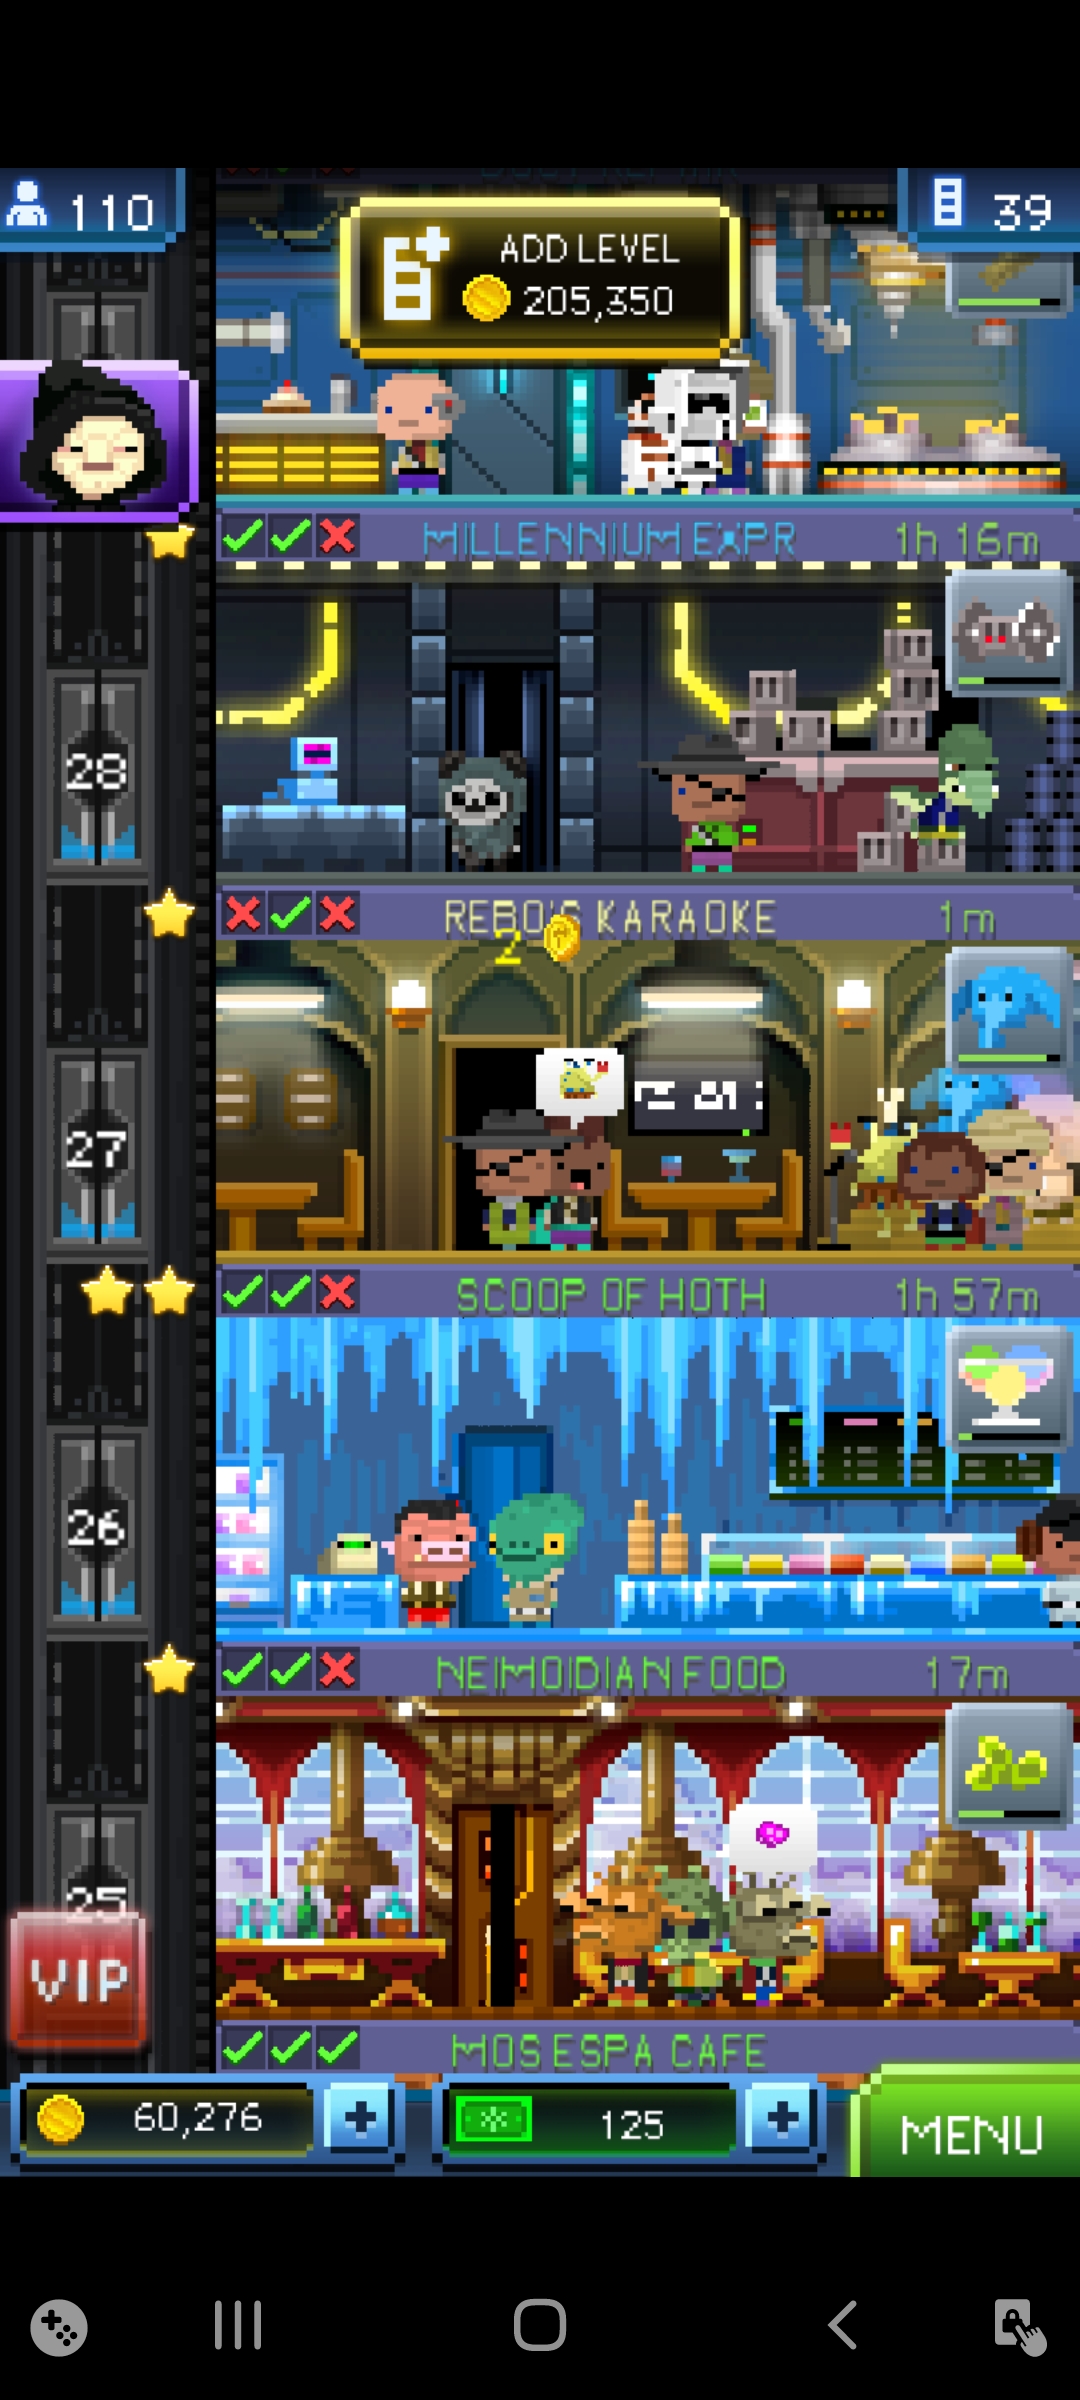 110
39
ADD LEVEL
205,350
MILLENNIUM EXPR 1h 16m
28
REBO'S KARAOKE 1m
2
27
SCOOP OF HOTH 1h 57m
26
NEIMOIDIAN FOOD 17m
25
VIP
MOS ESPA CAFE
60,276 + 125 +
MENU